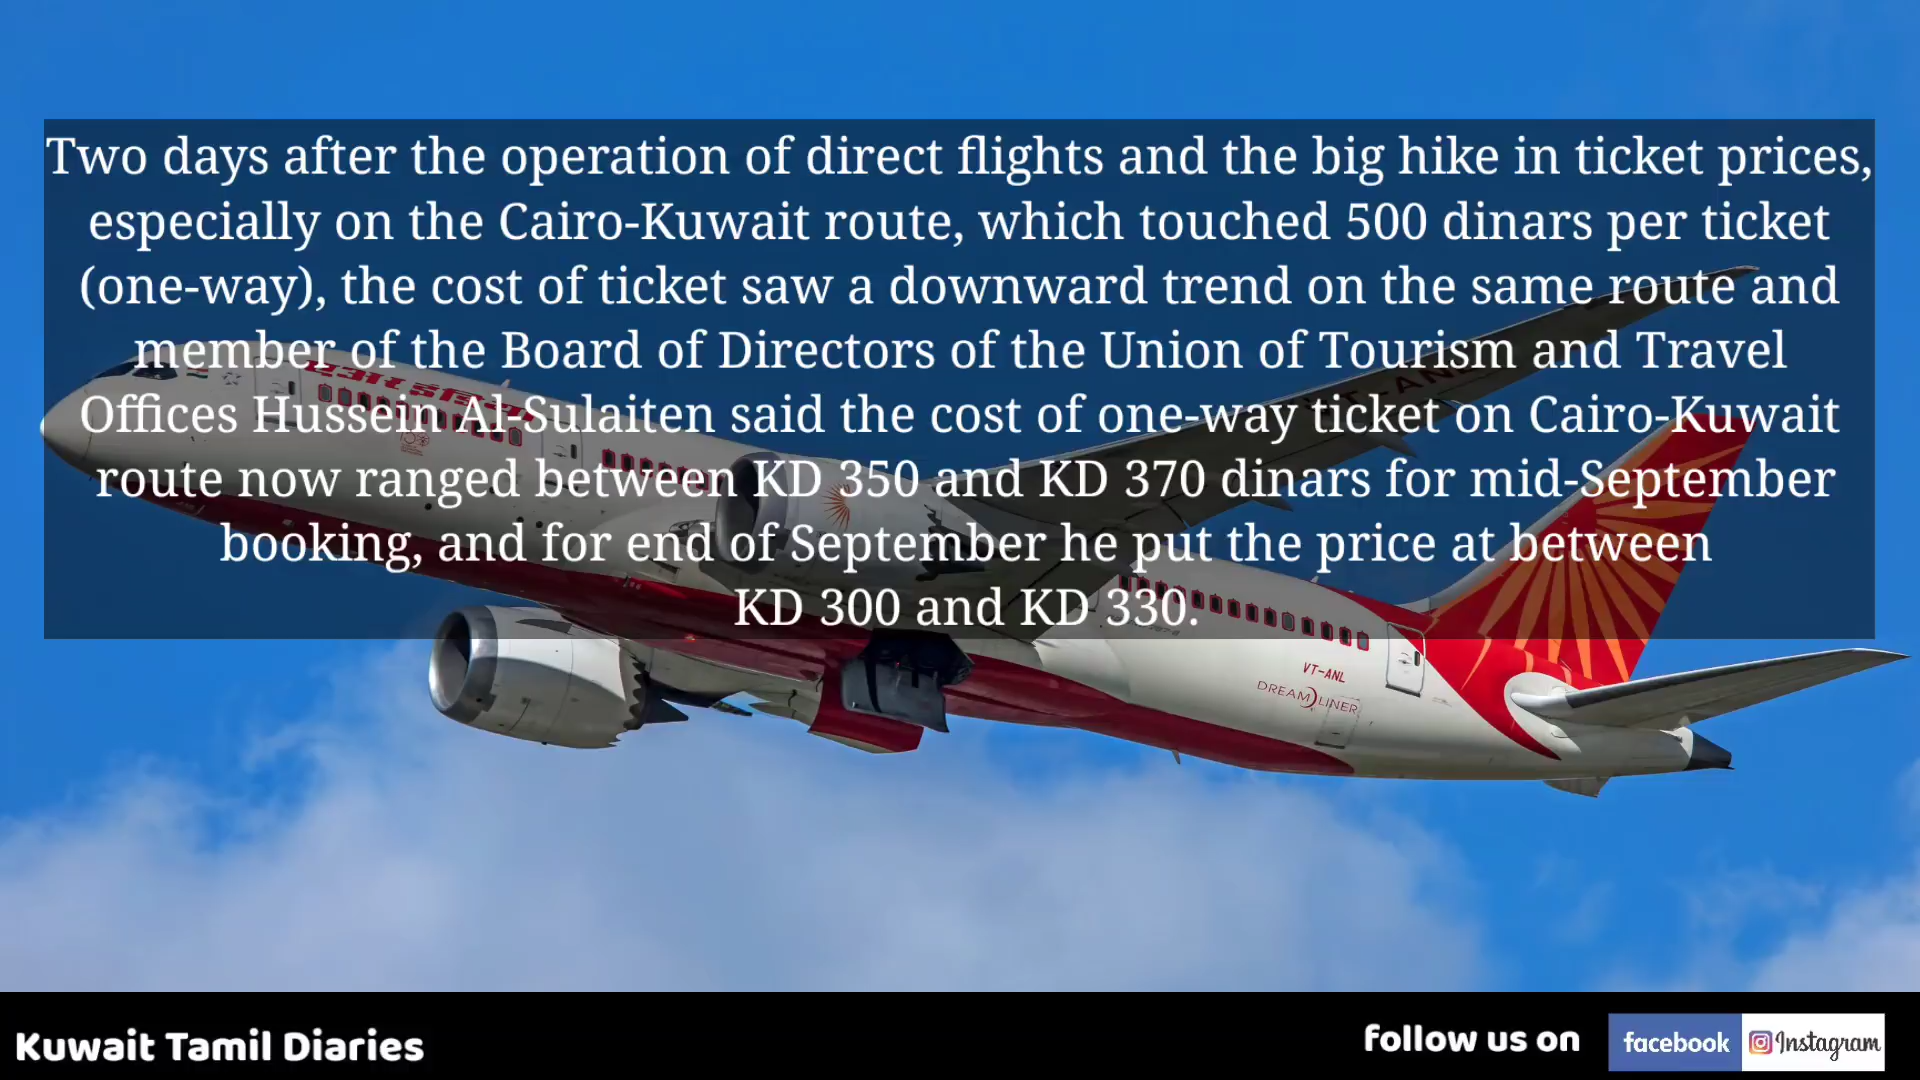 Two days after the operation of direct flights and the big hike in ticket prices,
especially on the Cairo-Kuwait route, which touched 500 dinars per ticket
(one-way), the cost of ticket saw a downward trend on the same route and
member of the Board of Directors of the Union of Tourism and Travel
Offices Hussein Al-Sulaiten said the cost of one-way ticket on Cairo-Kuwait
route now ranged between KD 350 and KD 370 dinars for mid-September
booking, and for end of September he put the price at between
KD 300 and KD 330.
एअर इंडिया
VT-ANL
DREAMLINER
Kuwait Tamil Diaries
follow us on
facebook
Instagram